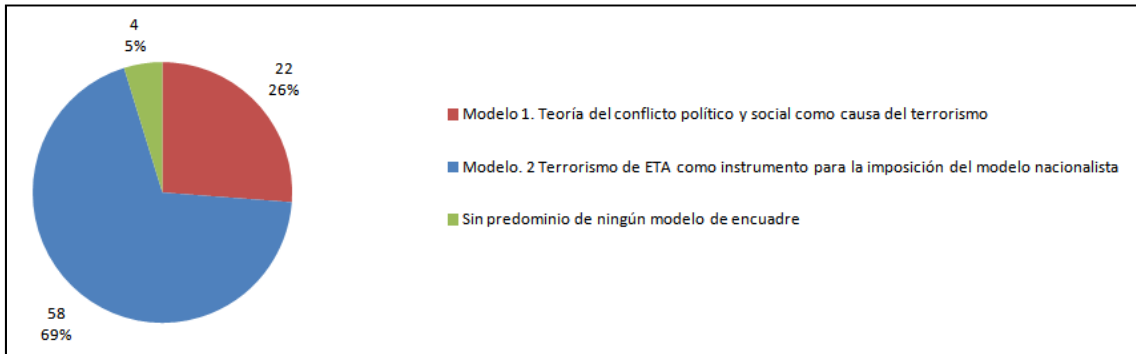 4
5%
22
26%
Modelo 1. Teoría del conflicto político y social como causa del terrorismo
Modelo. 2 Terrorismo de ETA como instrumento para la imposición del modelo nacionalista
Sin predominio de ningún modelo de encuadre
58
69%